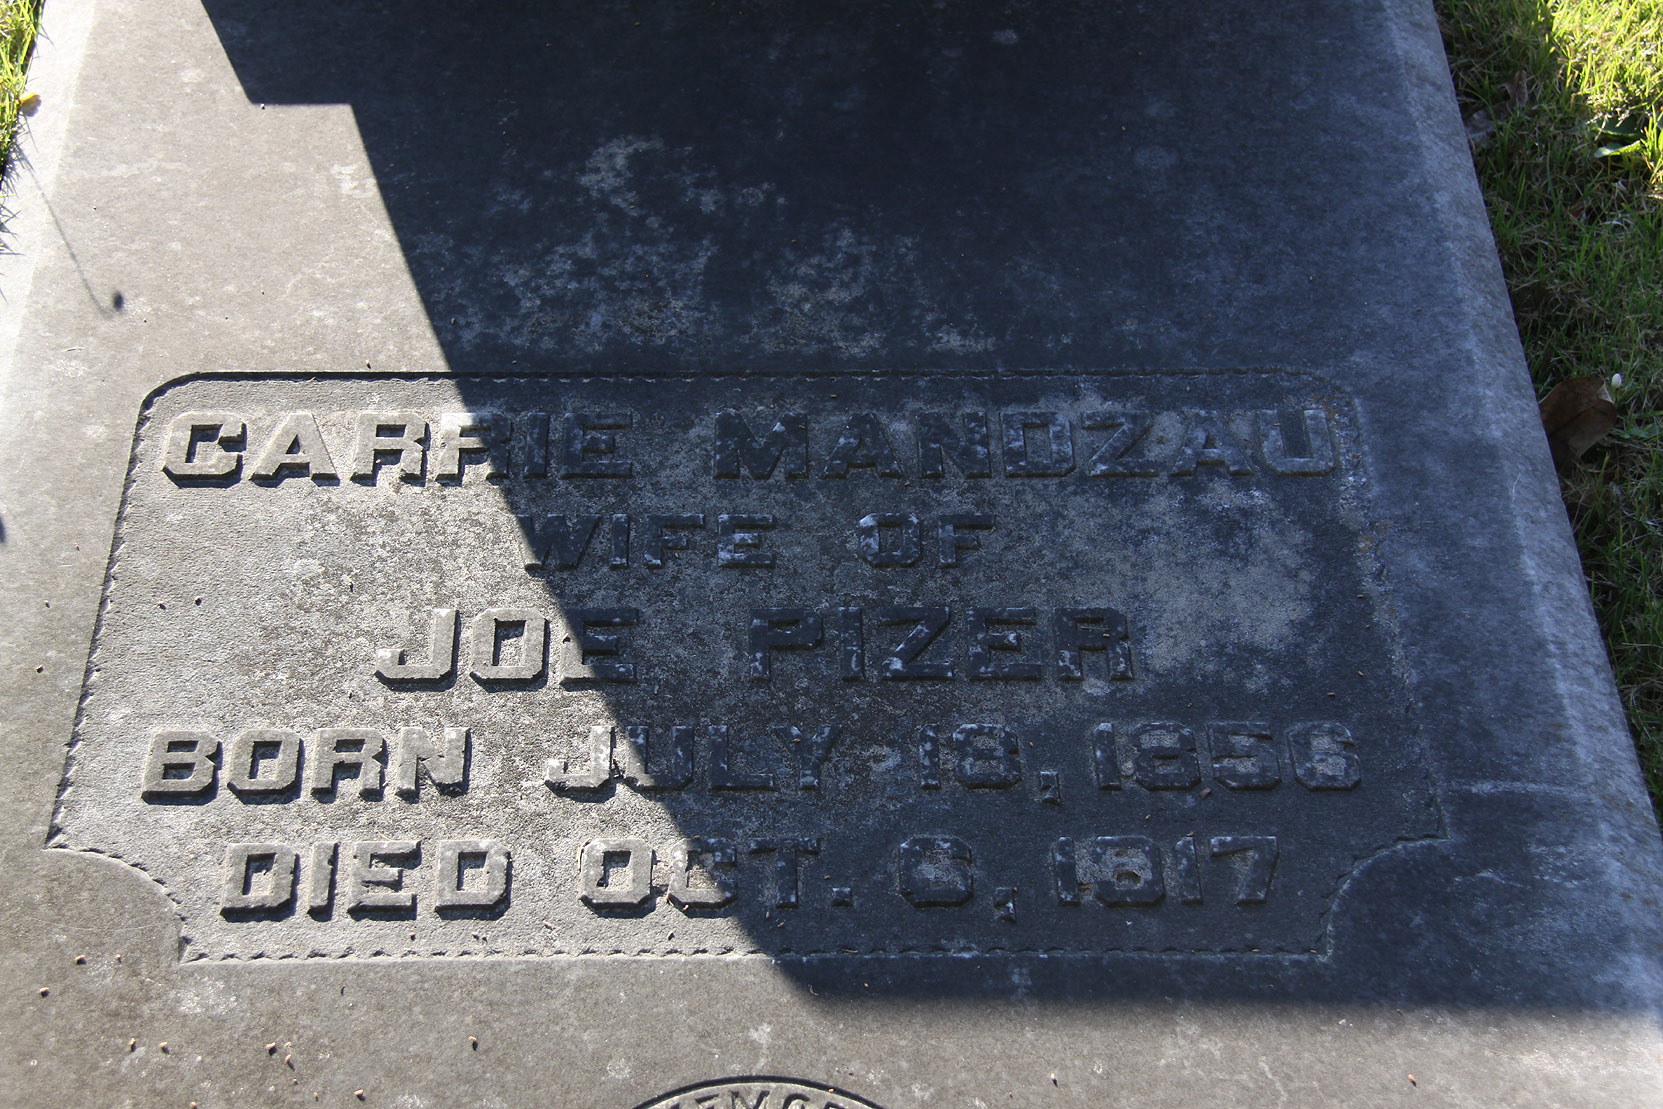 CARRIE MANDZAU
WIFE OF
JOE PIZER
BORN JULY 18, 1856
DIED OCT. 6, 1917